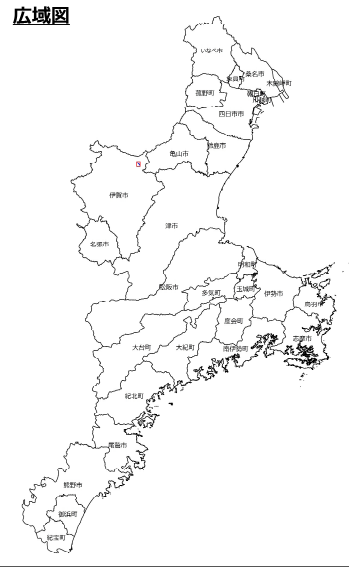 広域図
いなべ市
東員町
桑名市
木曽岬町
菰野町
朝日町
川越町
四日市市
鈴鹿市
亀山市
伊賀市
津市
名張市
明和町
松阪市
多気町
玉城町
伊勢市
鳥羽市
度会町
志摩市
大台町
大紀町
南伊勢町
紀北町
尾鷲市
熊野市
御浜町
紀宝町